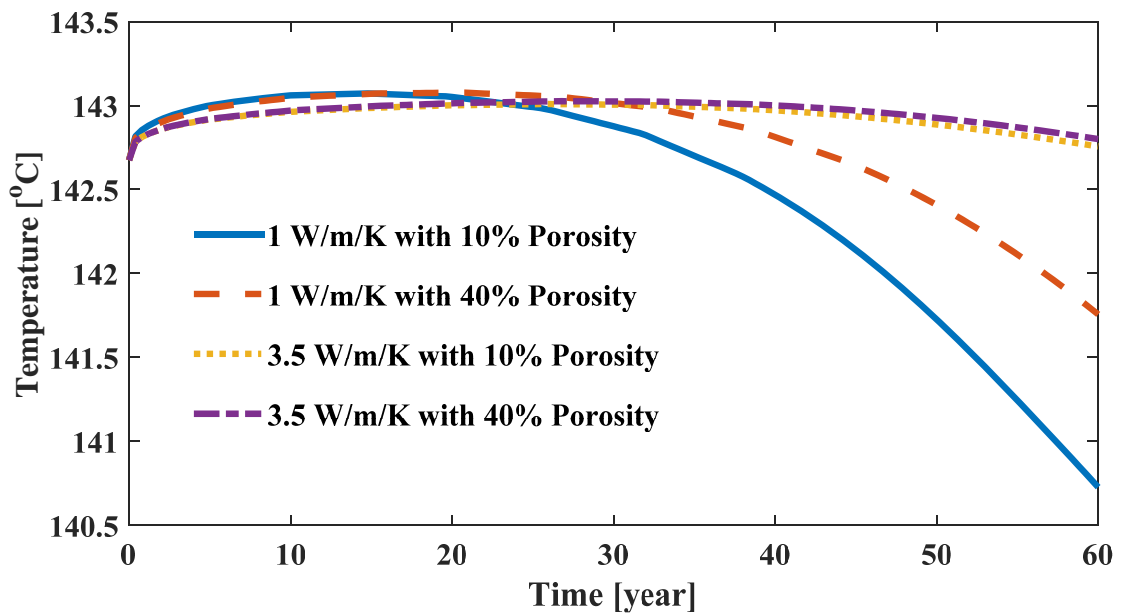 143.5
143
142.5
142
141.5
141
140.5
Temperature [°C]
1 W/m/K with 10% Porosity
1 W/m/K with 40% Porosity
3.5 W/m/K with 10% Porosity
3.5 W/m/K with 40% Porosity
0 10 20 30 40 50 60
Time [year]